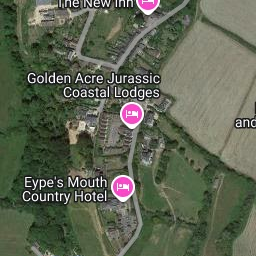 The New Inn
Golden Acre Jurassic
Coastal Lodges
and
Eype's Mouth
Country Hotel